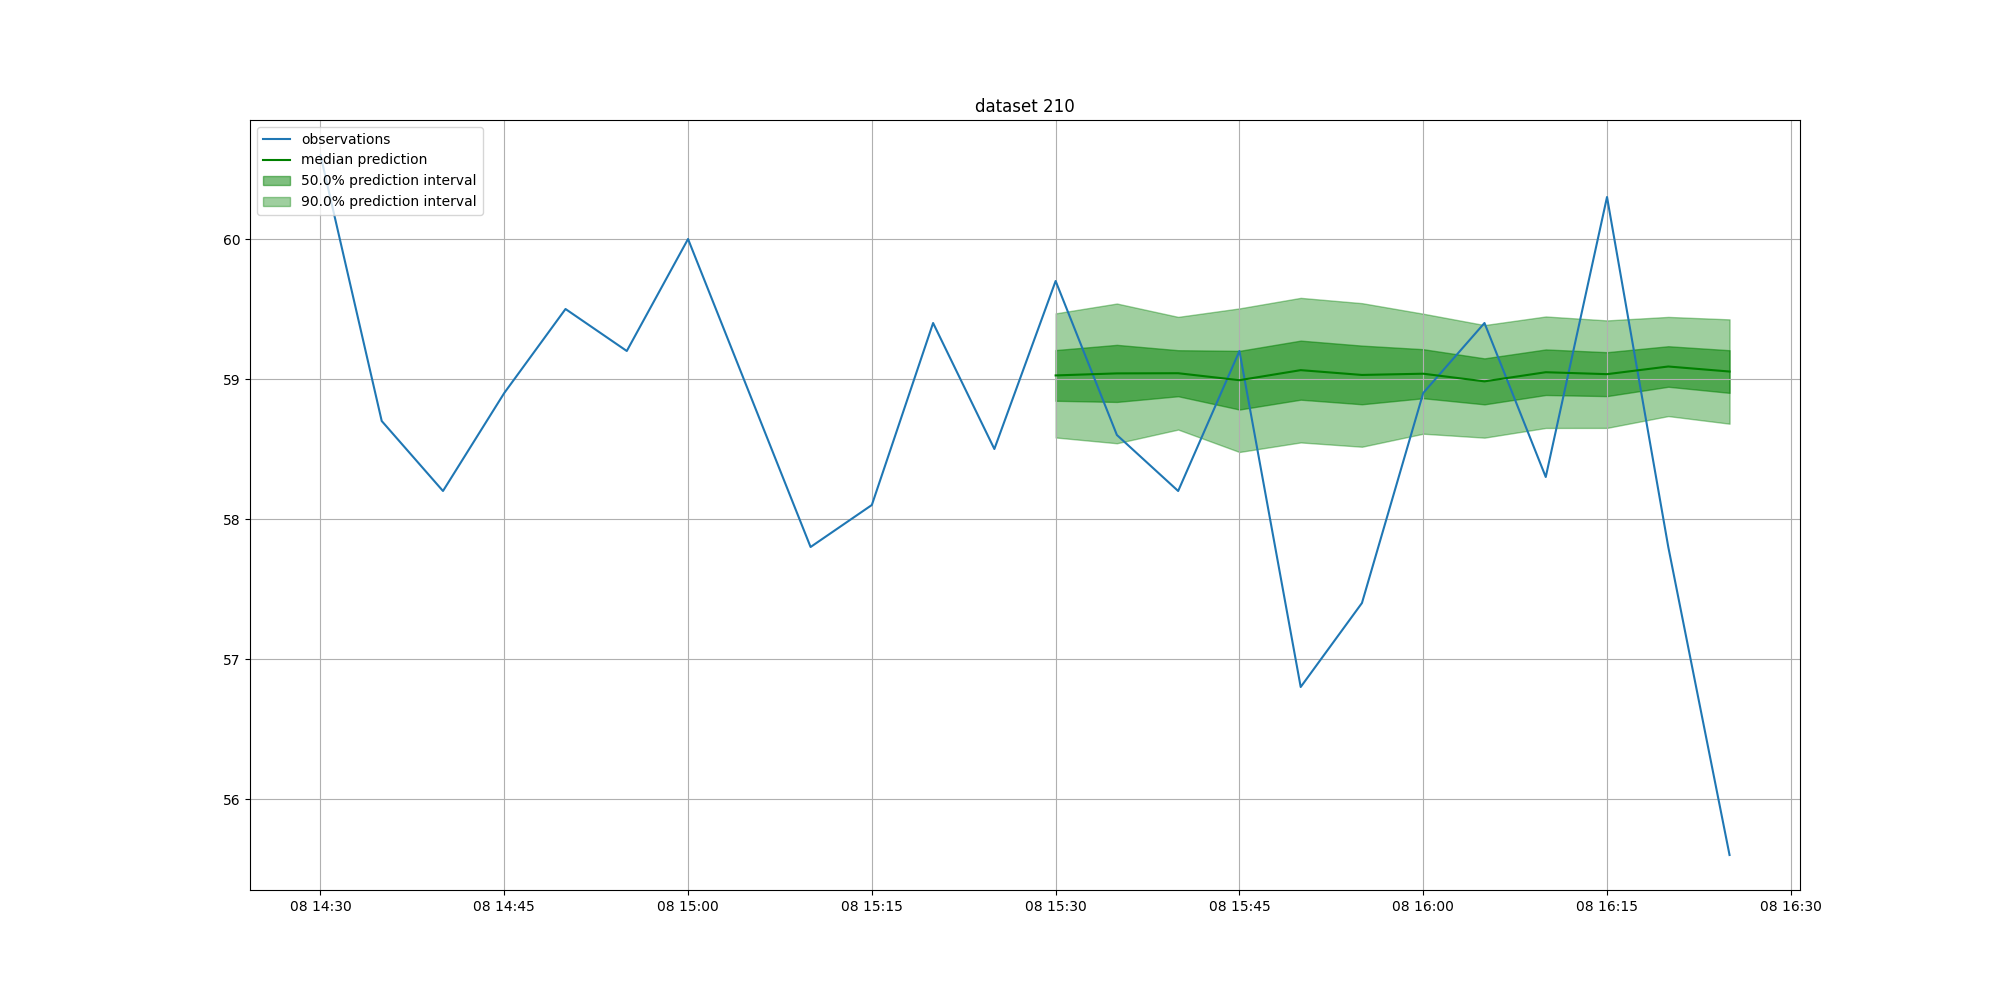 dataset 210
observations
median prediction
50.0% prediction interval
90.0% prediction interval
60
59
58
57
56
08 14:30
08 14:45
08 15:00
08 15:15
08 15:30
08 15:45
08 16:00
08 16:15
08 16:30